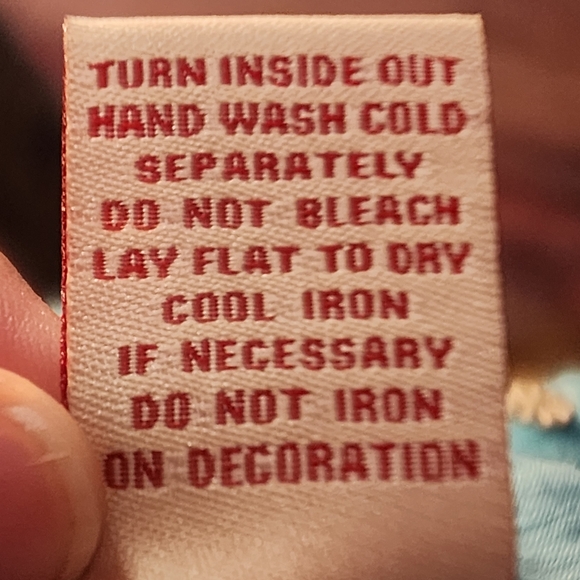 TURN INSIDE OUT
HAND WASH COLD
SEPARATELY
DO NOT BLEACH
LAY FLAT TO DRY
COOL IRON
IF NECESSARY
DO NOT IRON
ON DECORATION